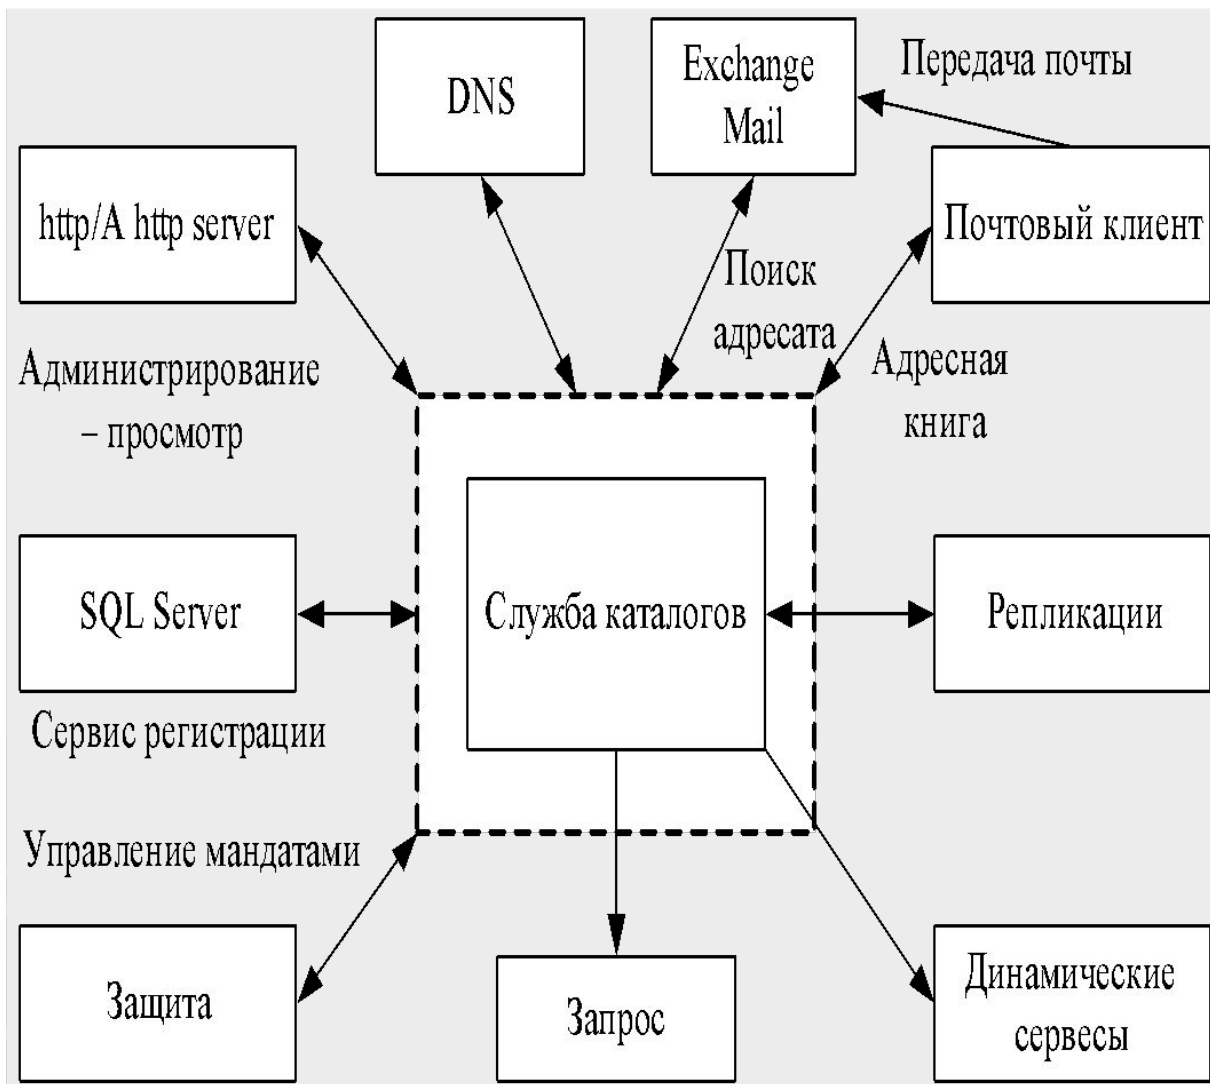 DNS
Exchange
Mail
Передача почты
http/A http server
Почтовый клиент
Поиск
адресата
Администрирование
– просмотр
Адресная
книга
SQL Server
Служба каталогов
Репликации
Сервис регистрации
Управление мандатами
Защита
Запрос
Динамические
сервесы